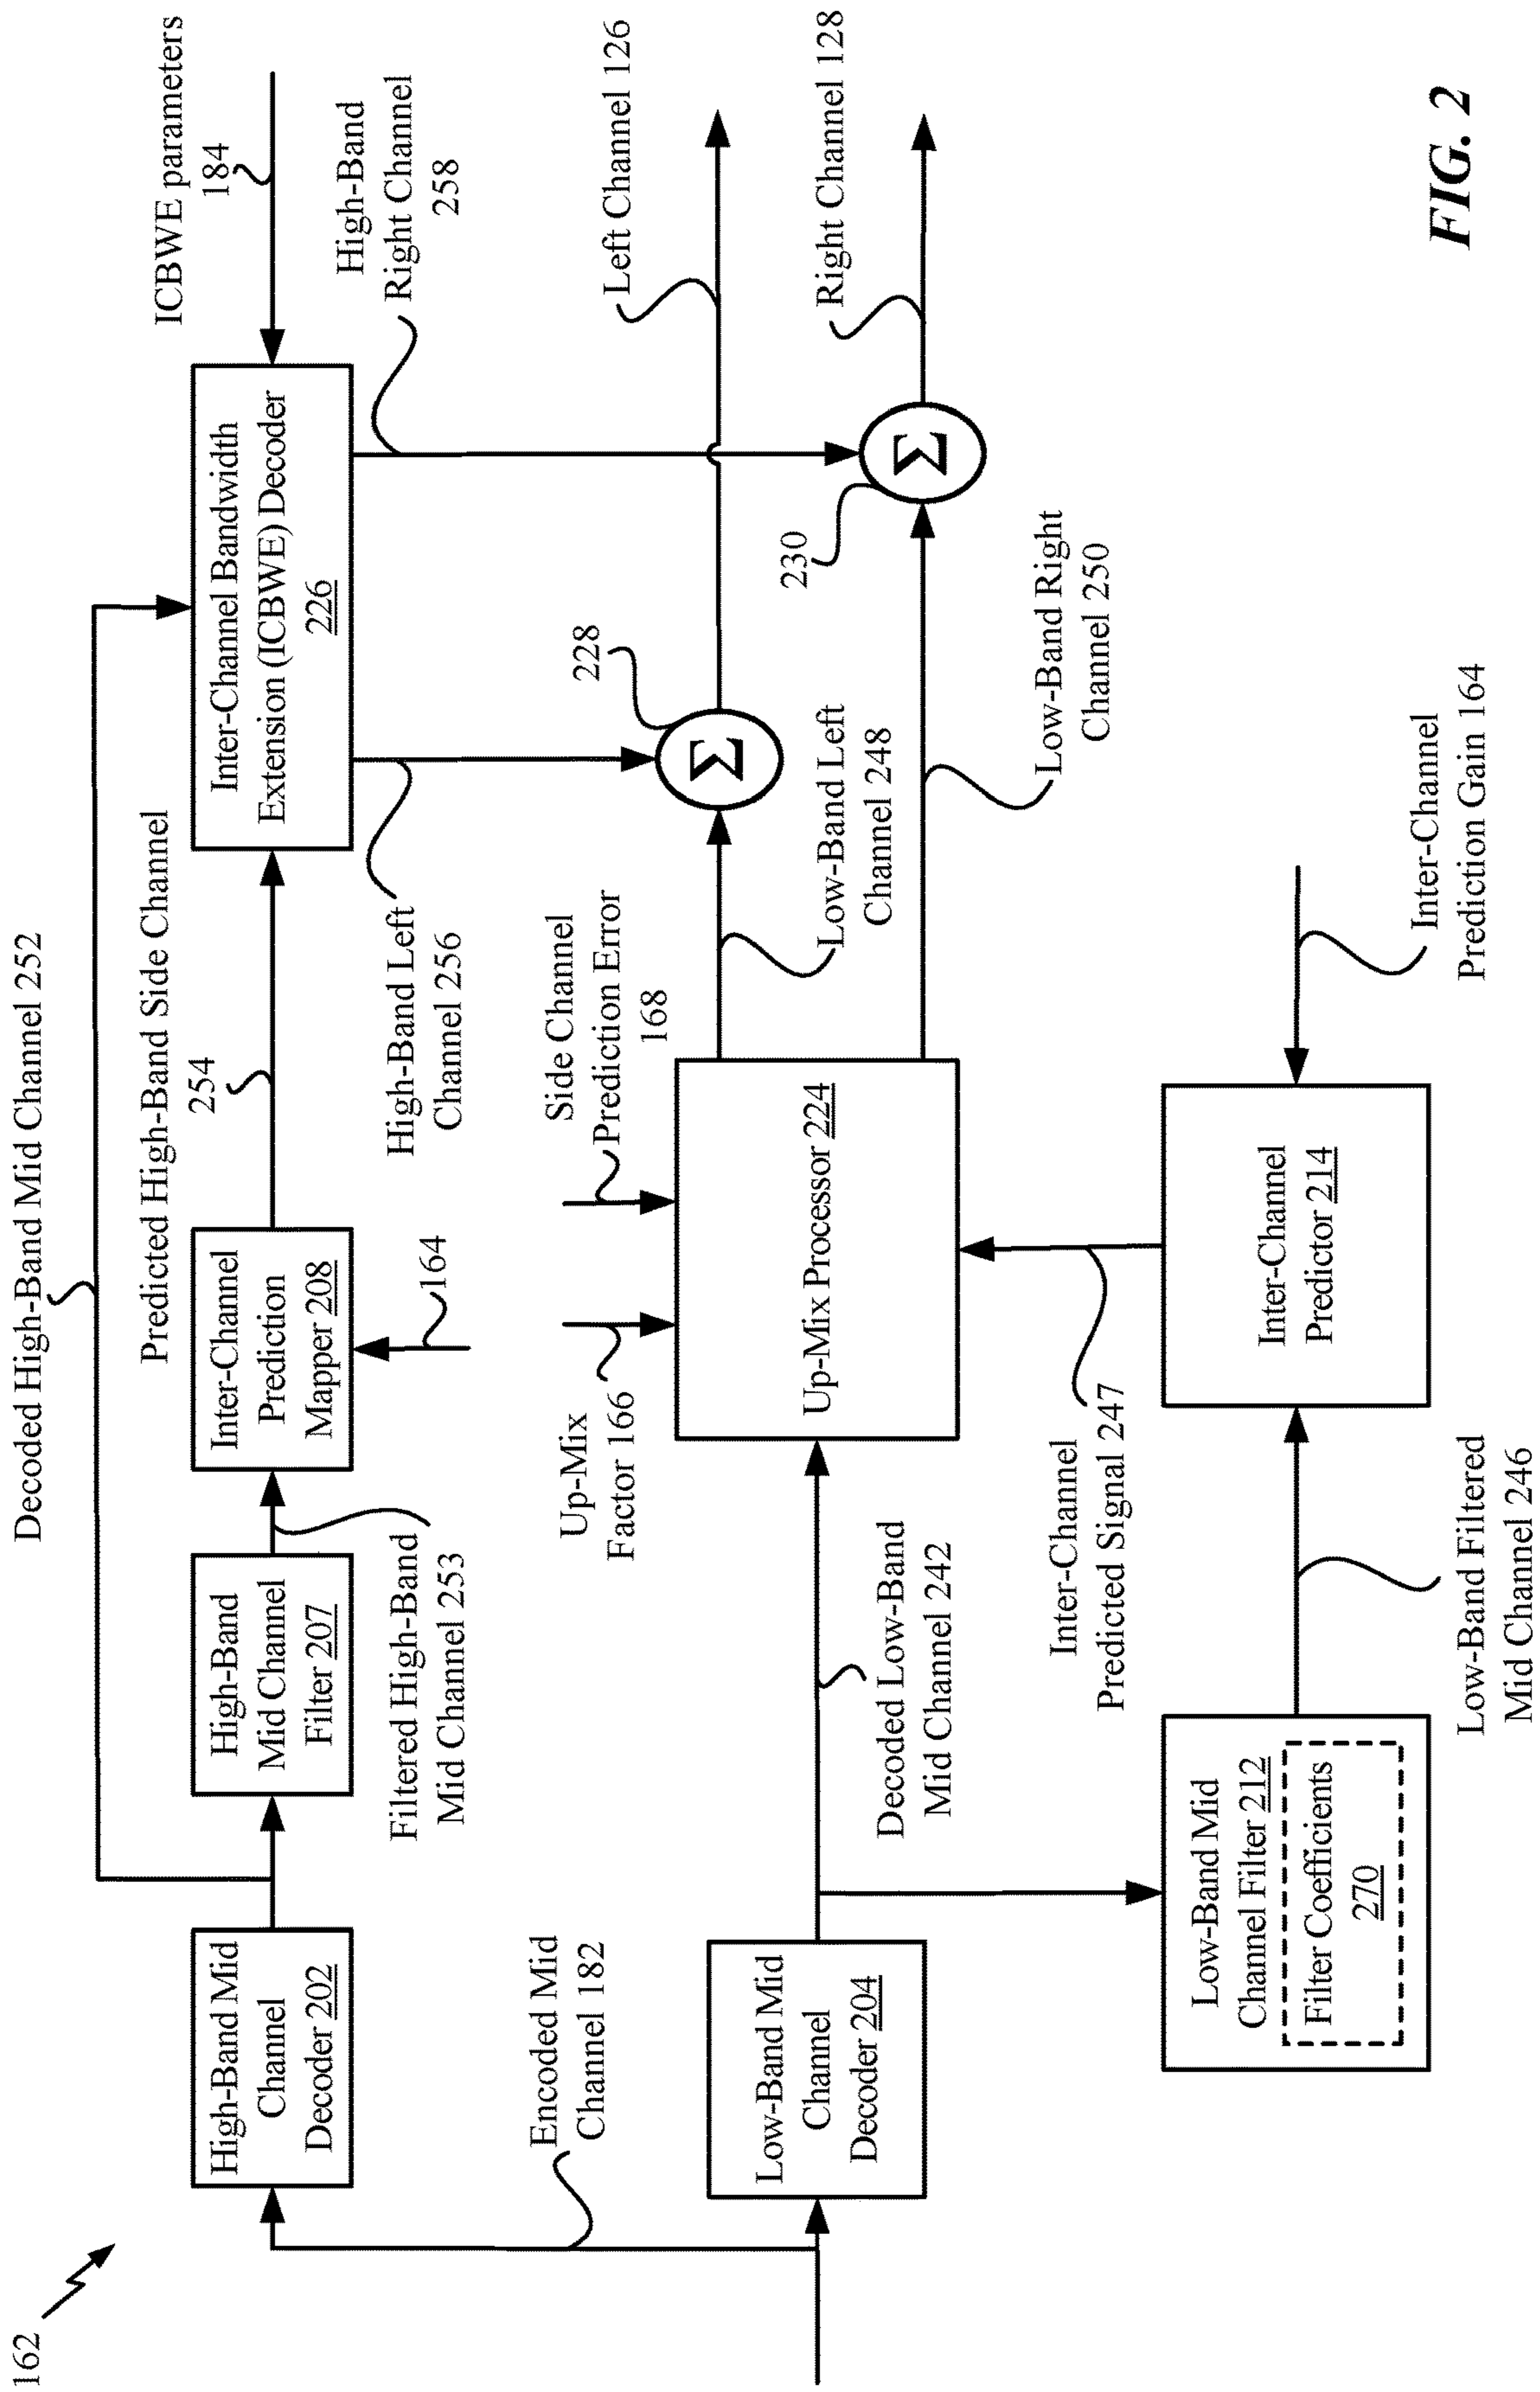 162
Decoded High-Band Mid Channel 252
High-Band Mid
Channel
Decoder 202
High-Band
Mid Channel
Filter 207
Filtered High-Band
Mid Channel 253
Inter-Channel
Prediction
Mapper 208
164
Predicted High-Band Side Channel
254
Inter-Channel Bandwidth
Extension (ICBWE) Decoder
226
ICBWE parameters
184
High-Band Left
Channel 256
High-Band
Right Channel
258
Encoded Mid
Channel 182
Low-Band Mid
Channel
Decoder 204
Decoded Low-Band
Mid Channel 242
Up-Mix
Factor 166
Side Channel
Prediction Error
168
Up-Mix Processor 224
Low-Band Left
Channel 248
Σ
228
Left Channel 126
Low-Band Right
Channel 250
Σ
230
Right Channel 128
Low-Band Mid
Channel Filter 212
Filter Coefficients
270
Low-Band Filtered
Mid Channel 246
Inter-Channel
Predicted Signal 247
Inter-Channel
Predictor 214
Inter-Channel
Prediction Gain 164
FIG. 2